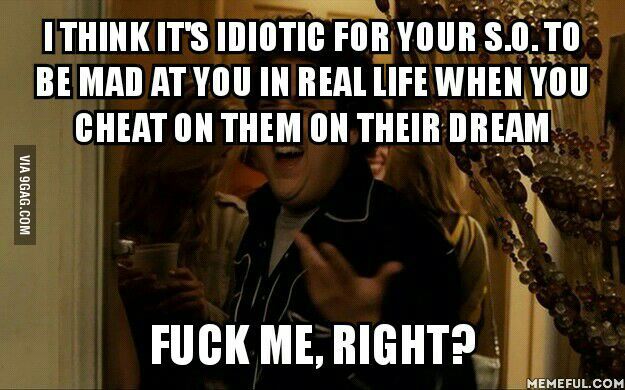 I THINK IT'S IDIOTIC FOR YOUR S.O. TO
BE MAD AT YOU IN REAL LIFE WHEN YOU
CHEAT ON THEM ON THEIR DREAM
VIA 9GAG.COM
FUCK ME, RIGHT?
MEMEFUL.COM